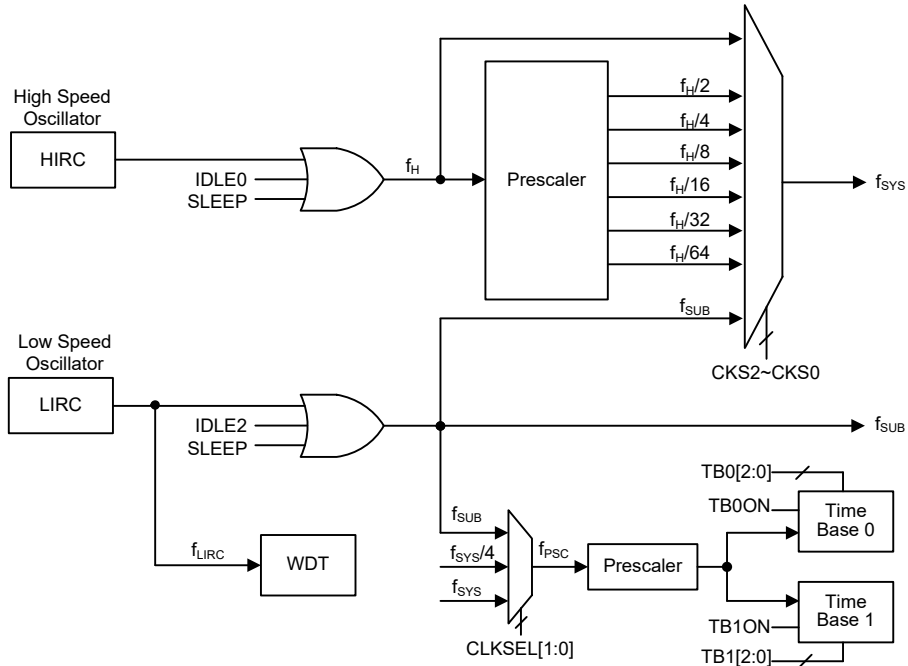 High Speed
Oscillator
HIRC
IDLE0
SLEEP
fH
Prescaler
fH/2
fH/4
fH/8
fH/16
fH/32
fH/64
fSUB
CKS2~CKS0
fSYS
Low Speed
Oscillator
LIRC
IDLE2
SLEEP
fSUB
fLIRC
WDT
fSUB
fSYS/4
fSYS
CLKSEL[1:0]
fPSC
Prescaler
TB0[2:0]
TB0ON
Time
Base 0
TB1ON
TB1[2:0]
Time
Base 1